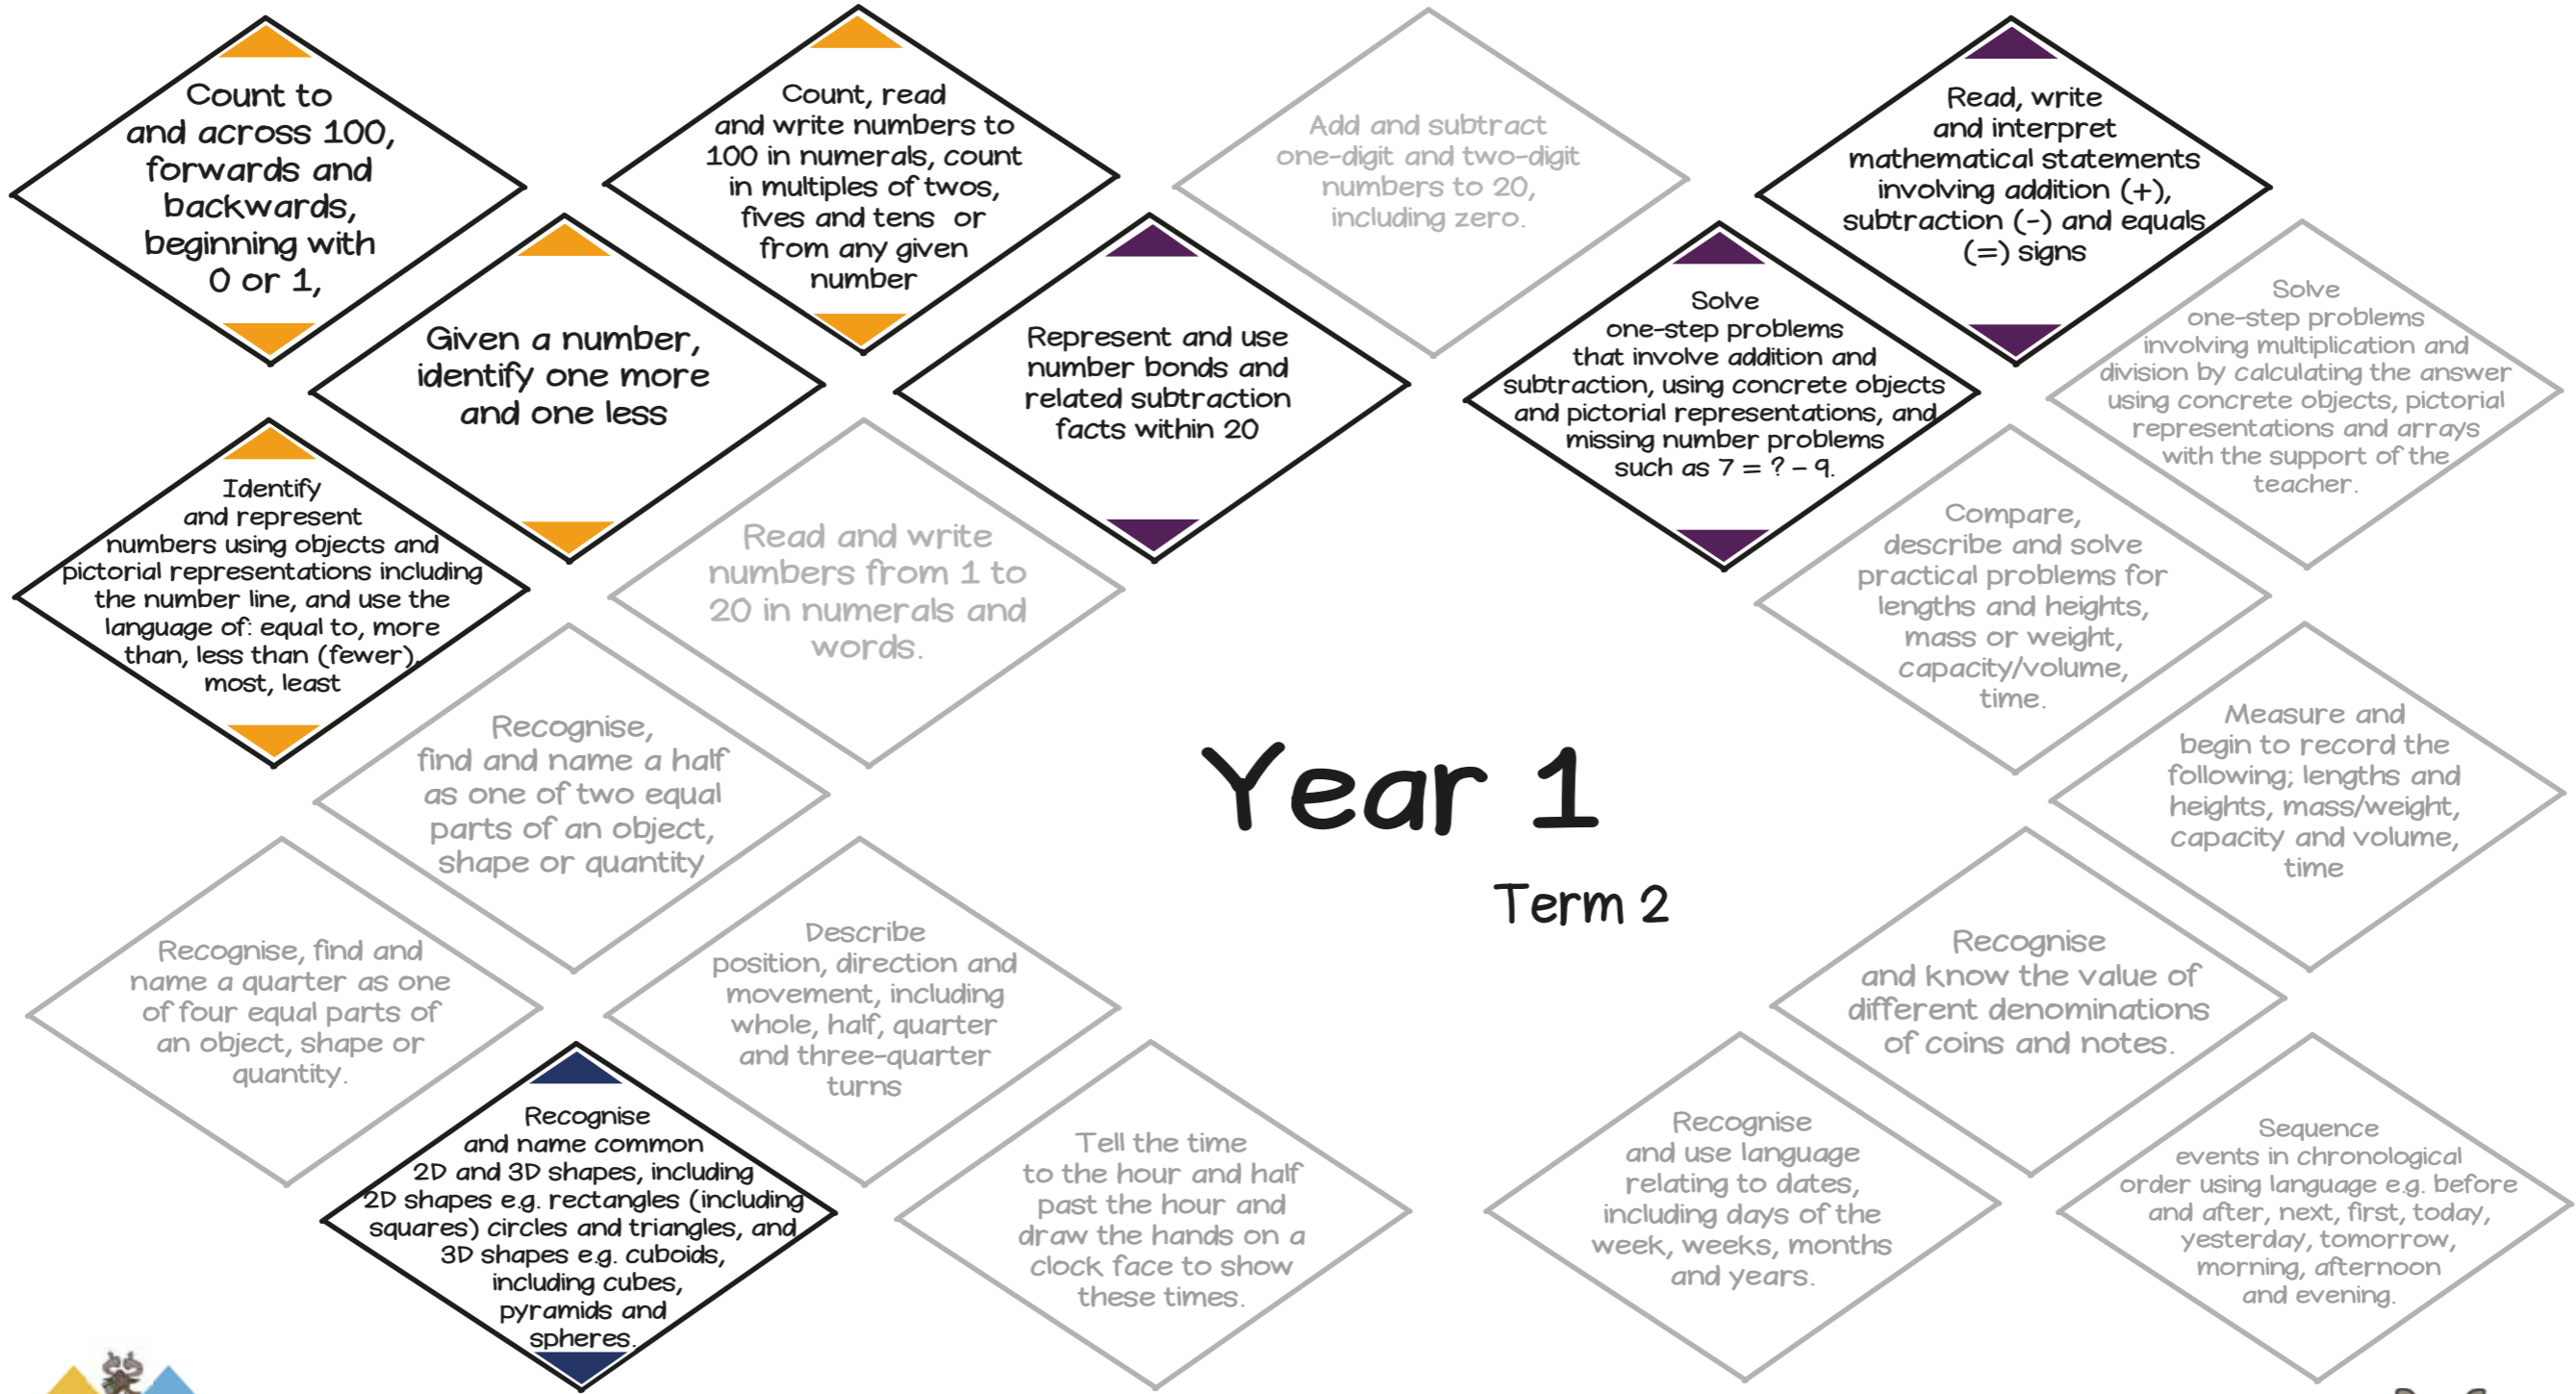 Count to
and across 100,
forwards and
backwards,
beginning with
0 or 1,
Count, read
and write numbers to
100 in numerals, count
in multiples of twos,
fives and tens or
from any given
number
Add and subtract
one-digit and two-digit
numbers to 20,
including zero.
Read, write
and interpret
mathematical statements
involving addition (+),
subtraction (-) and equals
(=) signs
Given a number,
identify one more
and one less
Represent and use
number bonds and
related subtraction
facts within 20
Solve
one-step problems
that involve addition and
subtraction, using concrete objects
and pictorial representations, and
missing number problems
such as 7 = ? – 9.
Solve
one-step problems
involving multiplication and
division by calculating the answer
using concrete objects, pictorial
representations and arrays
with the support of the
teacher.
Identify
and represent
numbers using objects and
pictorial representations including
the number line, and use the
language of: equal to, more
than, less than (fewer),
most, least
Read and write
numbers from 1 to
20 in numerals and
words.
Compare,
describe and solve
practical problems for
lengths and heights,
mass or weight,
capacity/volume,
time.
Recognise,
find and name a half
as one of two equal
parts of an object,
shape or quantity
Year 1
Term 2
Measure and
begin to record the
following; lengths and
heights, mass/weight,
capacity and volume,
time
Recognise, find and
name a quarter as one
of four equal parts of
an object, shape or
quantity.
Describe
position, direction and
movement, including
whole, half, quarter
and three-quarter
turns
Recognise
and know the value of
different denominations
of coins and notes.
Recognise
and name common
2D and 3D shapes, including
2D shapes e.g. rectangles (including
squares) circles and triangles, and
3D shapes e.g. cuboids,
including cubes,
pyramids and
spheres.
Tell the time
to the hour and half
past the hour and
draw the hands on a
clock face to show
these times.
Recognise
and use language
relating to dates,
including days of the
week, weeks, months
and years.
Sequence
events in chronological
order using language e.g. before
and after, next, first, today,
yesterday, tomorrow,
morning, afternoon
and evening.